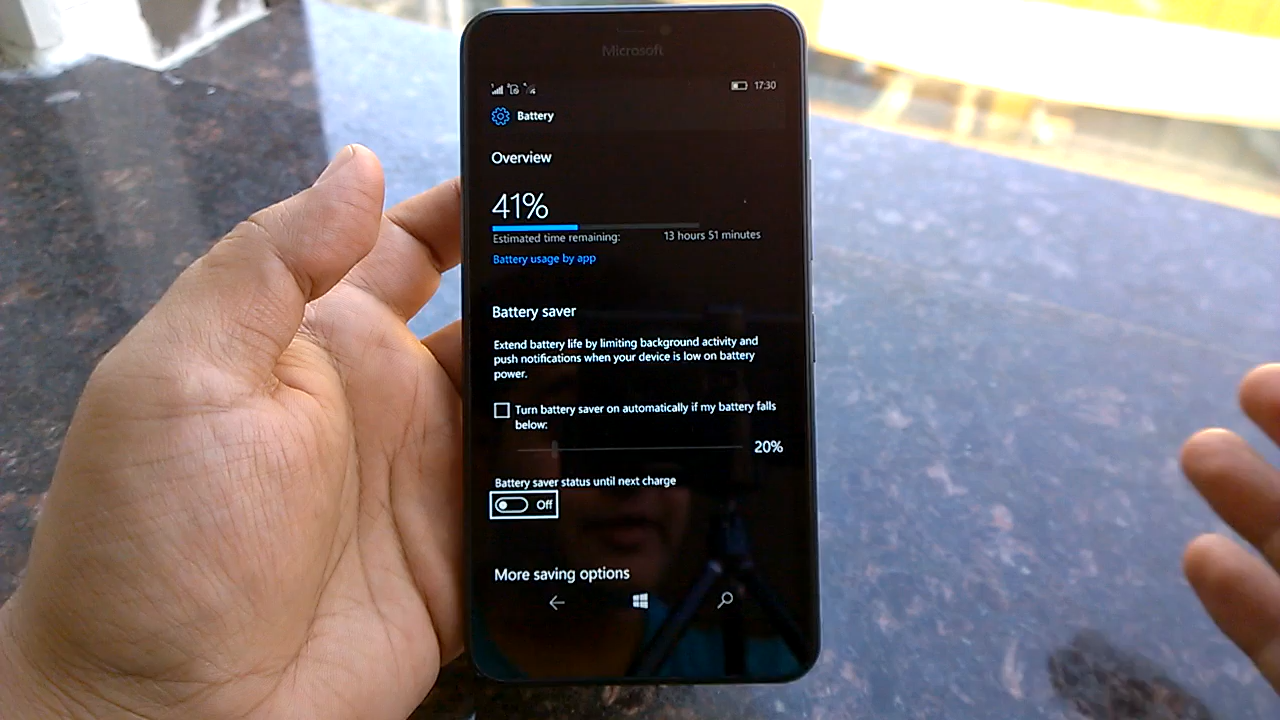 Microsoft
17:30
Battery
Overview
41%
Estimated time remaining: 13 hours 51 minutes
Battery usage by app
Battery saver
Extend battery life by limiting background activity and
push notifications when your device is low on battery
power.
Turn battery saver on automatically if my battery falls
below:
20%
Battery saver status until next charge
Off
More saving options